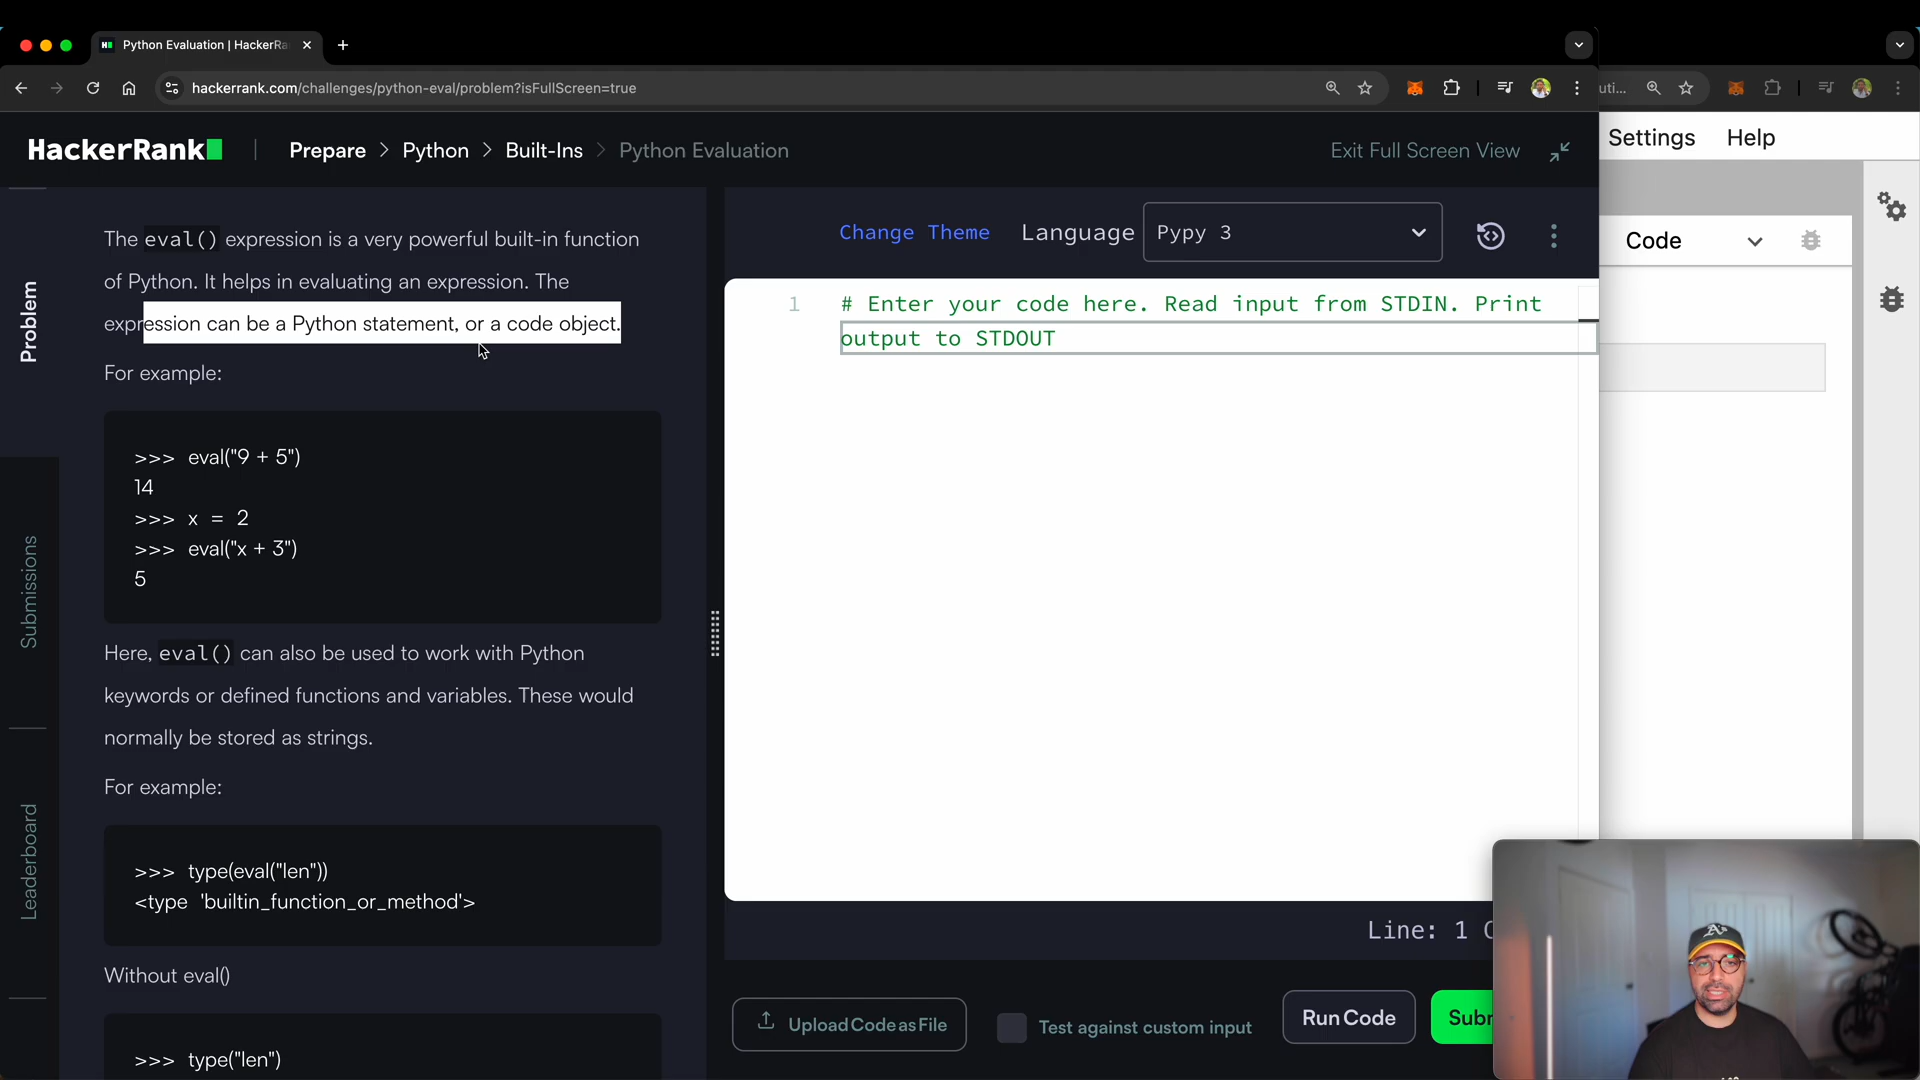 Python Evaluation | HackerRa
hackerrank.com/challenges/python-eval/problem?isFullScreen=true
uti...
HackerRank
Prepare > Python > Built-Ins > Python Evaluation
Exit Full Screen View
Settings Help
Problem
Submissions
Leaderboard
The eval() expression is a very powerful built-in function
of Python. It helps in evaluating an expression. The
expression can be a Python statement, or a code object.
For example:
>>> eval("9 + 5")
14
>>> x = 2
>>> eval("x + 3")
5
Here, eval() can also be used to work with Python
keywords or defined functions and variables. These would
normally be stored as strings.
For example:
>>> type(eval("len"))
<type 'builtin_function_or_method'>
Without eval()
>>> type("len")
Change Theme Language Pypy 3
1 # Enter your code here. Read input from STDIN. Print
output to STDOUT
Line: 1 C
Upload Code as File
Test against custom input
Run Code
Subm
Code
A's